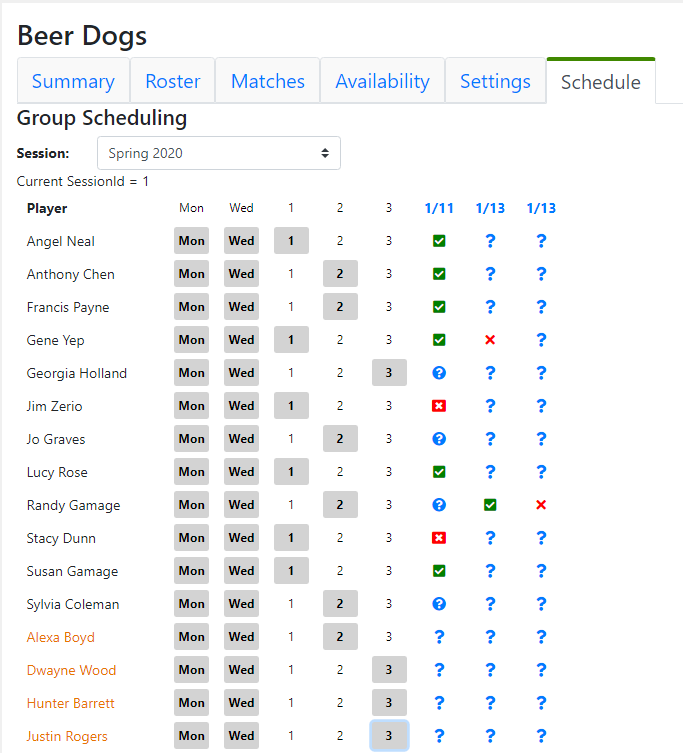 Beer Dogs
Summary Roster Matches Availability Settings Schedule
Group Scheduling
Session: Spring 2020
Current SessionId = 1
Player Mon Wed 1 2 3 1/11 1/13 1/13
Angel Neal Mon Wed 1 2 3 ? ?
Anthony Chen Mon Wed 1 2 3 ? ?
Francis Payne Mon Wed 1 2 3 ? ?
Gene Yep Mon Wed 1 2 3 ?
Georgia Holland Mon Wed 1 2 3 ? ? ?
Jim Zerio Mon Wed 1 2 3 ? ?
Jo Graves Mon Wed 1 2 3 ? ? ?
Lucy Rose Mon Wed 1 2 3 ? ?
Randy Gamage Mon Wed 1 2 3 ?
Stacy Dunn Mon Wed 1 2 3 ? ?
Susan Gamage Mon Wed 1 2 3 ? ?
Sylvia Coleman Mon Wed 1 2 3 ? ? ?
Alexa Boyd Mon Wed 1 2 3 ? ? ?
Dwayne Wood Mon Wed 1 2 3 ? ? ?
Hunter Barrett Mon Wed 1 2 3 ? ? ?
Justin Rogers Mon Wed 1 2 3 ? ? ?